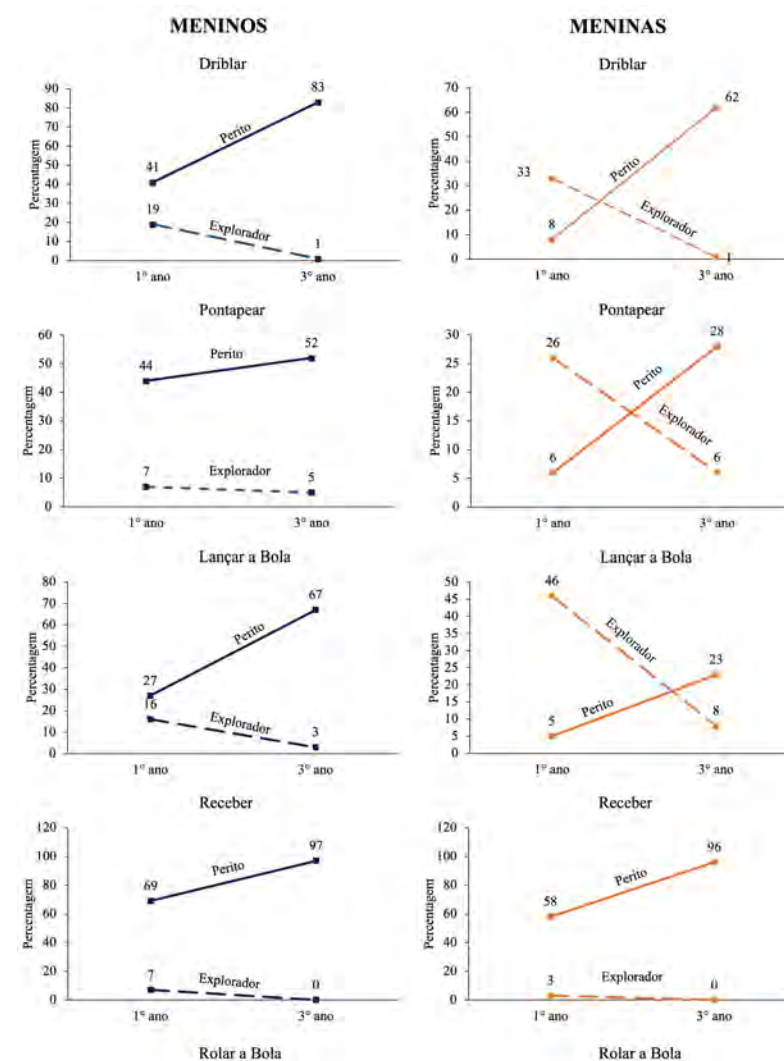 MENINOS
MENINAS
Driblar
Driblar
Percentagem
90
80
70
60
50
40
30
20
10
0
41
83
19
1
Perito
Explorador
1º ano
3º ano
Percentagem
70
60
50
40
30
20
10
0
33
62
8
1
Perito
Explorador
1º ano
3º ano
Pontapear
Pontapear
Percentagem
60
50
40
30
20
10
0
44
52
7
5
Perito
Explorador
1º ano
3º ano
Percentagem
30
25
20
15
10
5
0
26
28
6
6
Perito
Explorador
1º ano
3º ano
Lançar a Bola
Lançar a Bola
Percentagem
80
70
60
50
40
30
20
10
0
27
67
16
3
Perito
Explorador
1º ano
3º ano
Percentagem
50
45
40
35
30
25
20
15
10
5
0
46
23
5
8
Explorador
Perito
1º ano
3º ano
Receber
Receber
Percentagem
120
100
80
60
40
20
0
69
97
7
0
Perito
Explorador
1º ano
3º ano
Percentagem
120
100
80
60
40
20
0
58
96
3
0
Perito
Explorador
1º ano
3º ano
Rolar a Bola
Rolar a Bola